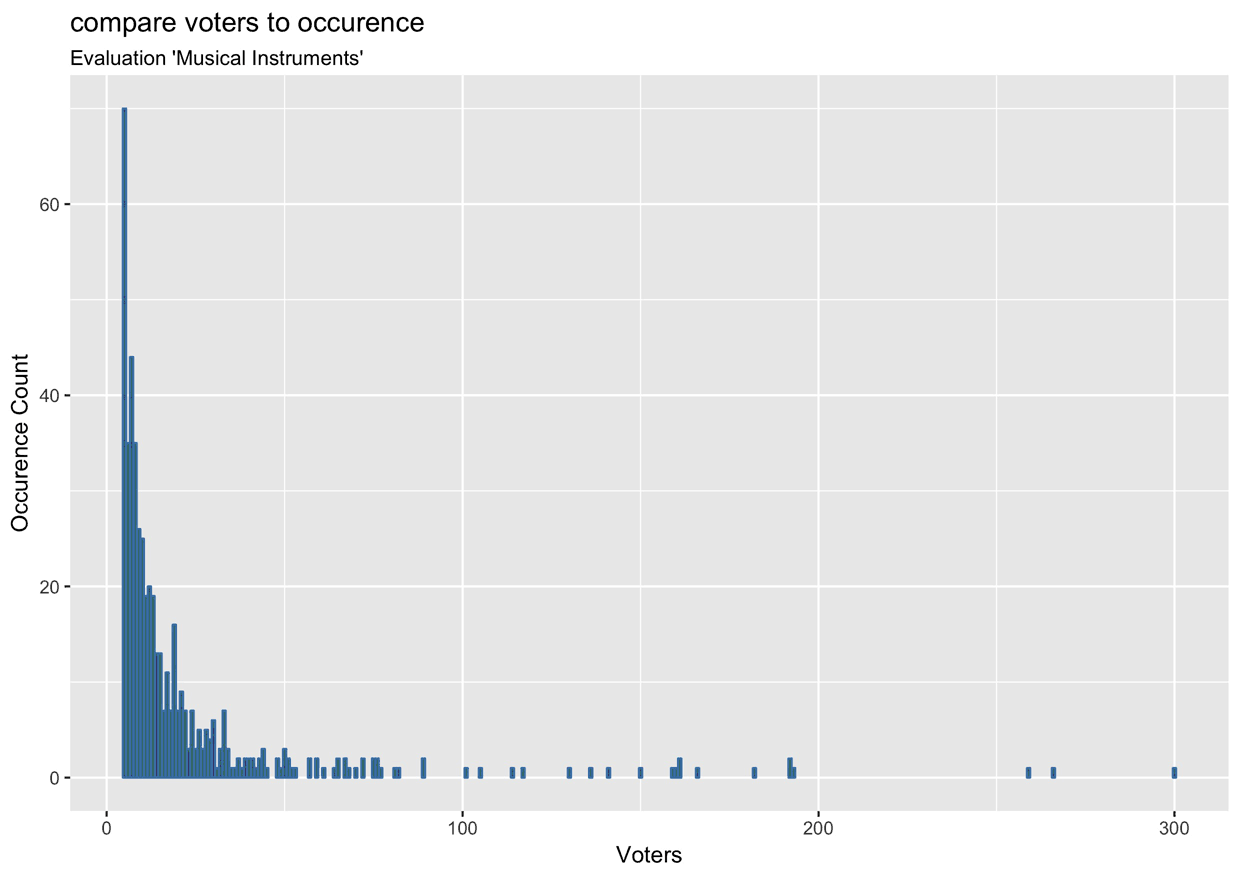 compare voters to occurence
Evaluation 'Musical Instruments'
Occurence Count
60
40
20
0
0 100 200 300
Voters